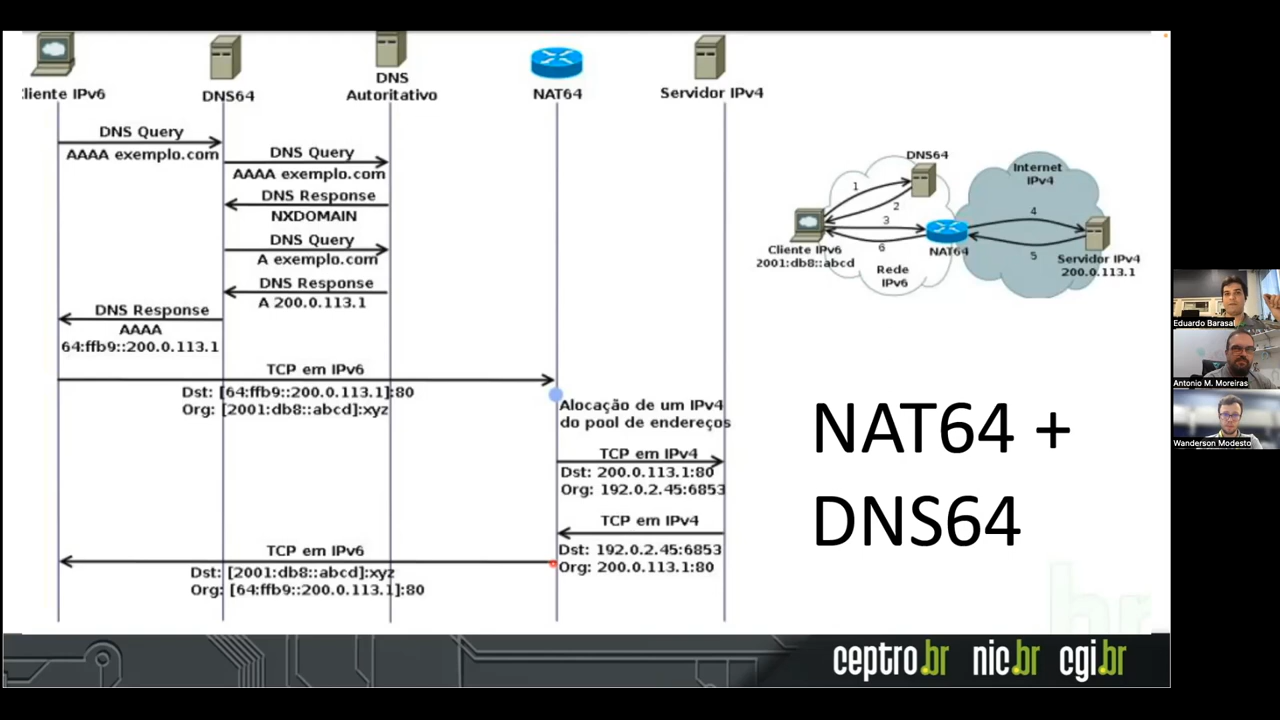 Cliente IPv6
DNS64
DNS
Autoritativo
NAT64
Servidor IPv4
DNS Query
AAAA exemplo.com
DNS Query
AAAA exemplo.com
DNS Response
NXDOMAIN
DNS Query
A exemplo.com
DNS Response
A 200.0.113.1
DNS Response
AAAA
64:ffb9::200.0.113.1
TCP em IPv6
Dst: [64:ffb9::200.0.113.1]:80
Org: [2001:db8::abcd]:xyz
Alocação de um IPv4
do pool de endereços
TCP em IPv4
Dst: 200.0.113.1:80
Org: 192.0.2.45:6853
TCP em IPv4
Dst: 192.0.2.45:6853
Org: 200.0.113.1:80
TCP em IPv6
Dst: [2001:db8::abcd]:xyz
Org: [64:ffb9::200.0.113.1]:80
DNS64
Internet
IPv4
1
2
3
4
5
6
Cliente IPv6
2001:db8::abcd
NAT64
Rede
IPv6
Servidor IPv4
200.0.113.1
NAT64 +
DNS64
br
ceptro.br nic.br cgi.br
Eduardo Barasal
Antonio M. Moreiras
Wanderson Modesto